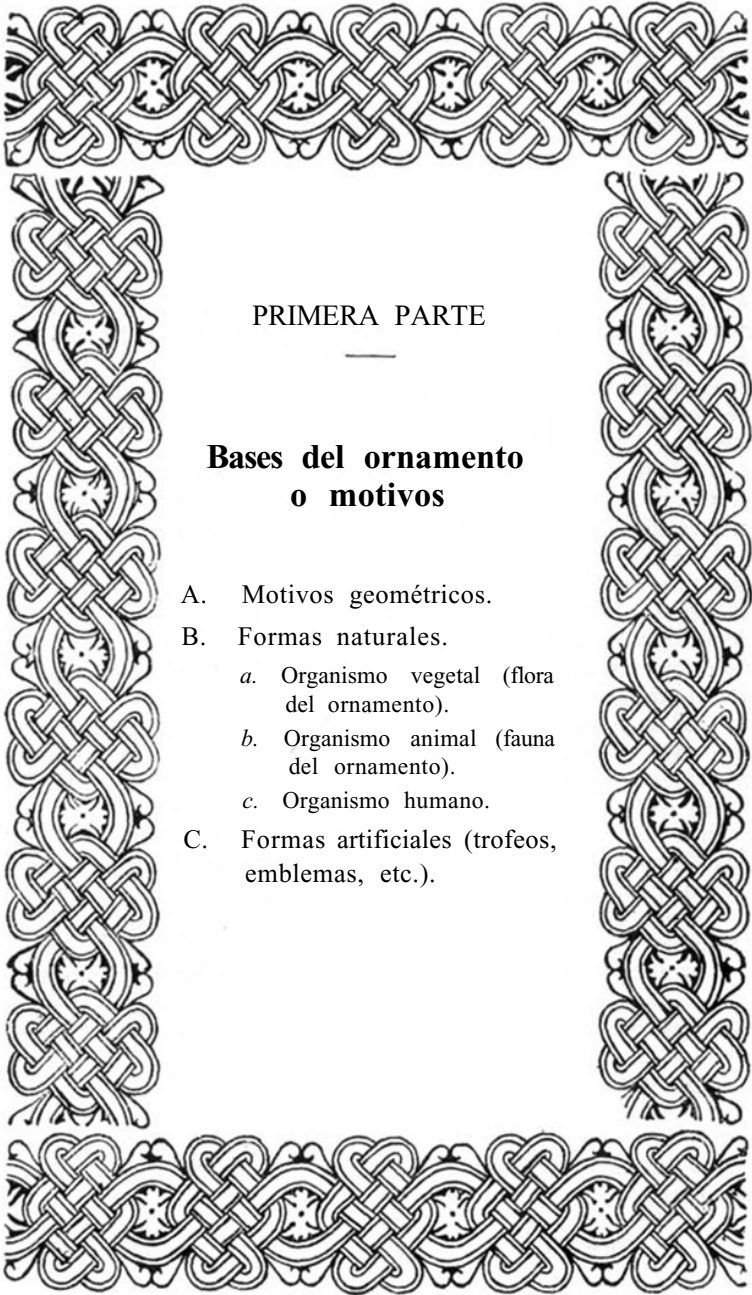 PRIMERA PARTE
Bases del ornamento
o motivos
A. Motivos geométricos.
B. Formas naturales.
a. Organismo vegetal (flora
del ornamento).
b. Organismo animal (fauna
del ornamento).
c. Organismo humano.
C. Formas artificiales (trofeos,
emblemas, etc.).